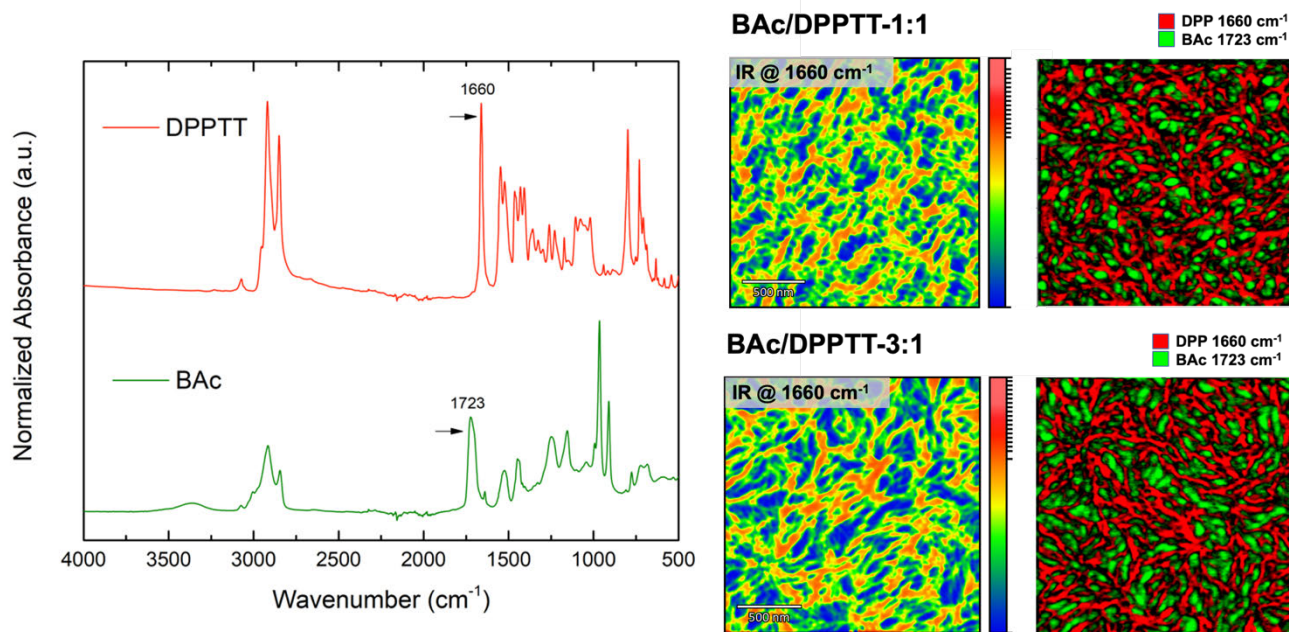 Normalized Absorbance (a.u.)
DPPTT
1660
BAc
1723
4000 3500 3000 2500 2000 1500 1000 500
Wavenumber (cm⁻¹)
BAc/DPPTT-1:1
DPP 1660 cm⁻¹
BAc 1723 cm⁻¹
IR @ 1660 cm⁻¹
500 nm
BAc/DPPTT-3:1
DPP 1660 cm⁻¹
BAc 1723 cm⁻¹
IR @ 1660 cm⁻¹
500 nm